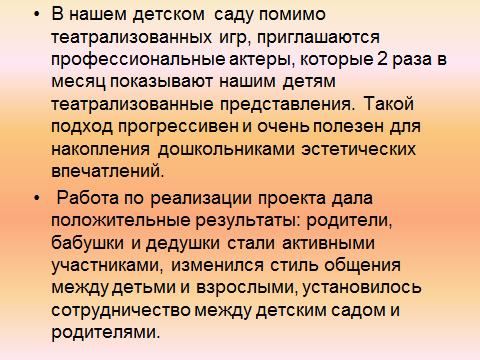 • В нашем детском саду помимо
театрализованных игр, приглашаются
профессиональные актеры, которые 2 раза в
месяц показывают нашим детям
театрализованные представления. Такой
подход прогрессивен и очень полезен для
накопления дошкольниками эстетических
впечатлений.
• Работа по реализации проекта дала
положительные результаты: родители,
бабушки и дедушки стали активными
участниками, изменился стиль общения
между детьми и взрослыми, установилось
сотрудничество между детским садом и
родителями.